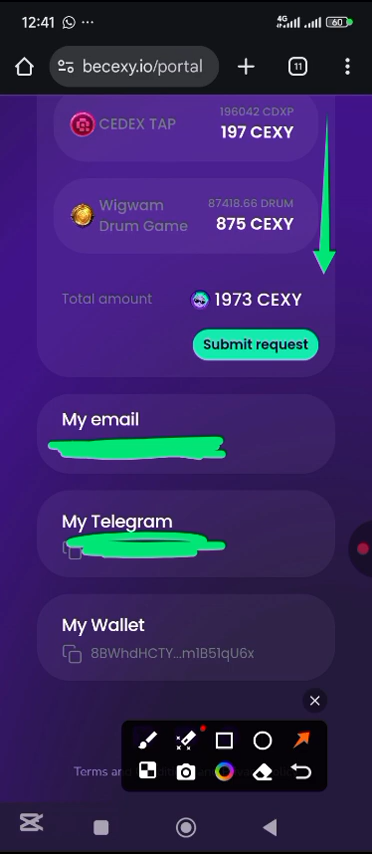 12:41
4G
60
becexy.io/portal
11
CEDEX TAP
196042 CDXP
197 CEXY
Wigwam
Drum Game
87418.66 DRUM
875 CEXY
Total amount
1973 CEXY
Submit request
My email
My Telegram
My Wallet
8BWhdHCTY...m1B51qU6x
Terms